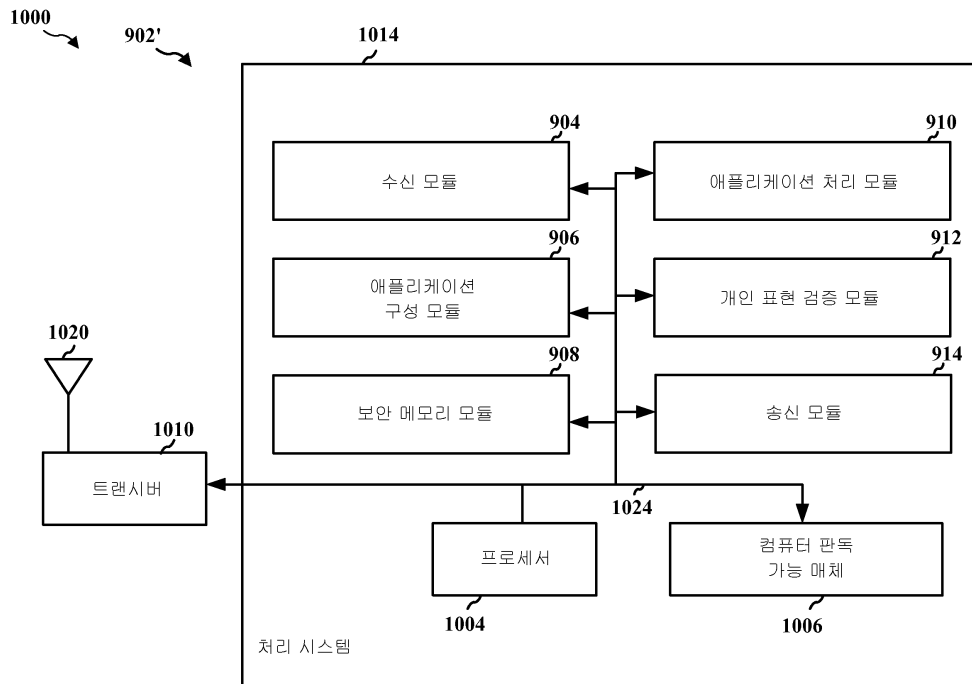 1000
902'
1014
904
수신 모듈
910
애플리케이션 처리 모듈
906
애플리케이션
구성 모듈
912
개인 표현 검증 모듈
1020
908
보안 메모리 모듈
914
송신 모듈
1010
트랜시버
1024
프로세서
1004
컴퓨터 판독
가능 매체
1006
처리 시스템